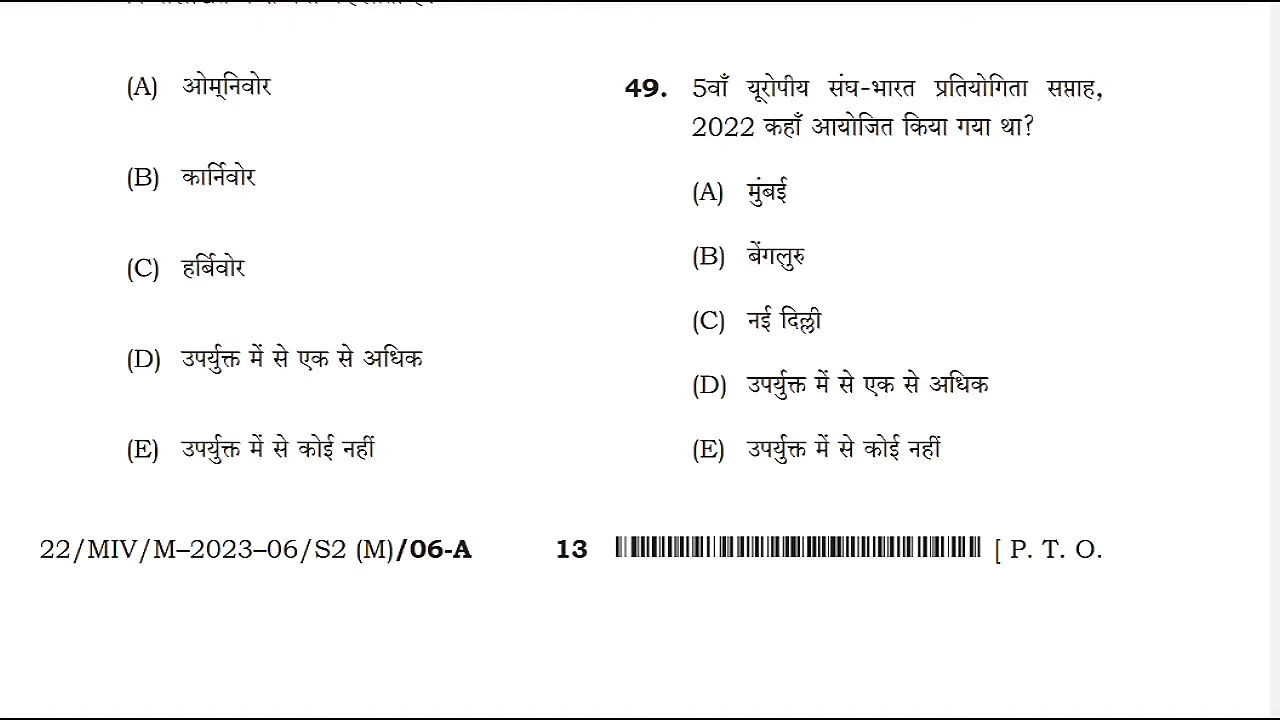 (A) ओम्‌निवोर
(B) कार्निवोर
(C) हर्बिवोर
(D) उपर्युक्त में से एक से अधिक
(E) उपर्युक्त में से कोई नहीं
49. 5वाँ यूरोपीय संघ-भारत प्रतियोगिता सप्ताह,
2022 कहाँ आयोजित किया गया था?
(A) मुंबई
(B) बेंगलुरु
(C) नई दिल्ली
(D) उपर्युक्त में से एक से अधिक
(E) उपर्युक्त में से कोई नहीं
22/MIV/M–2023–06/S2 (M)/06-A 13 [ P. T. O.